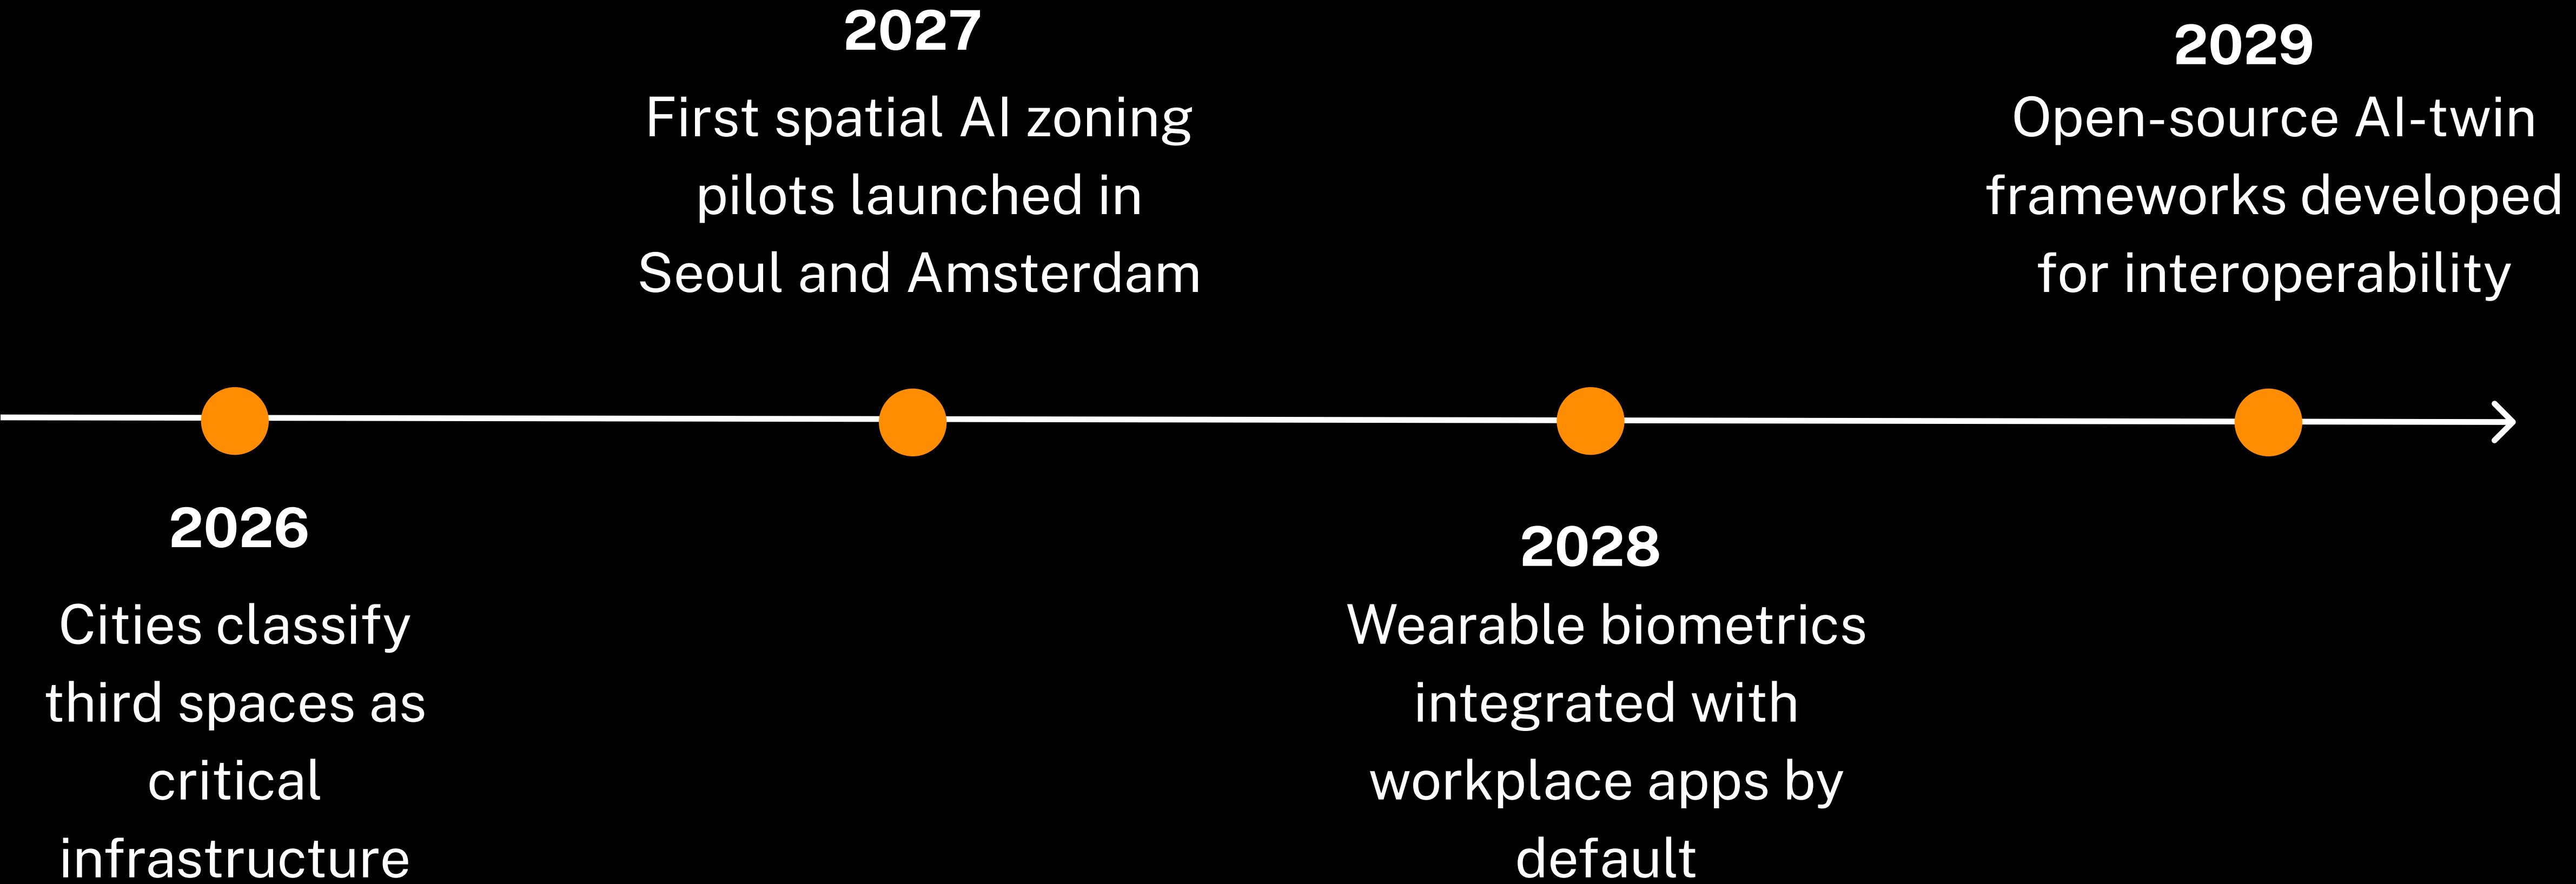 2026
Cities classify
third spaces as
critical
infrastructure
2027
First spatial AI zoning
pilots launched in
Seoul and Amsterdam
2028
Wearable biometrics
integrated with
workplace apps by
default
2029
Open-source AI-twin
frameworks developed
for interoperability